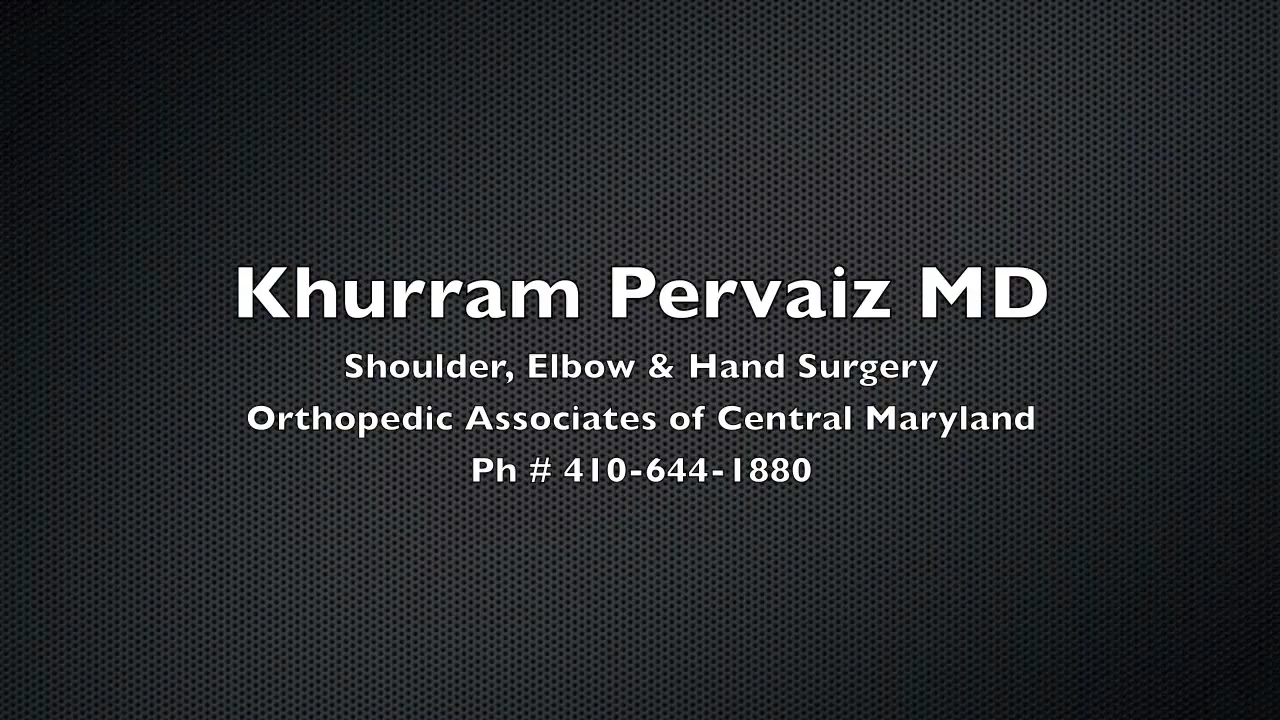 Khurram Pervaiz MD
Shoulder, Elbow & Hand Surgery
Orthopedic Associates of Central Maryland
Ph # 410-644-1880